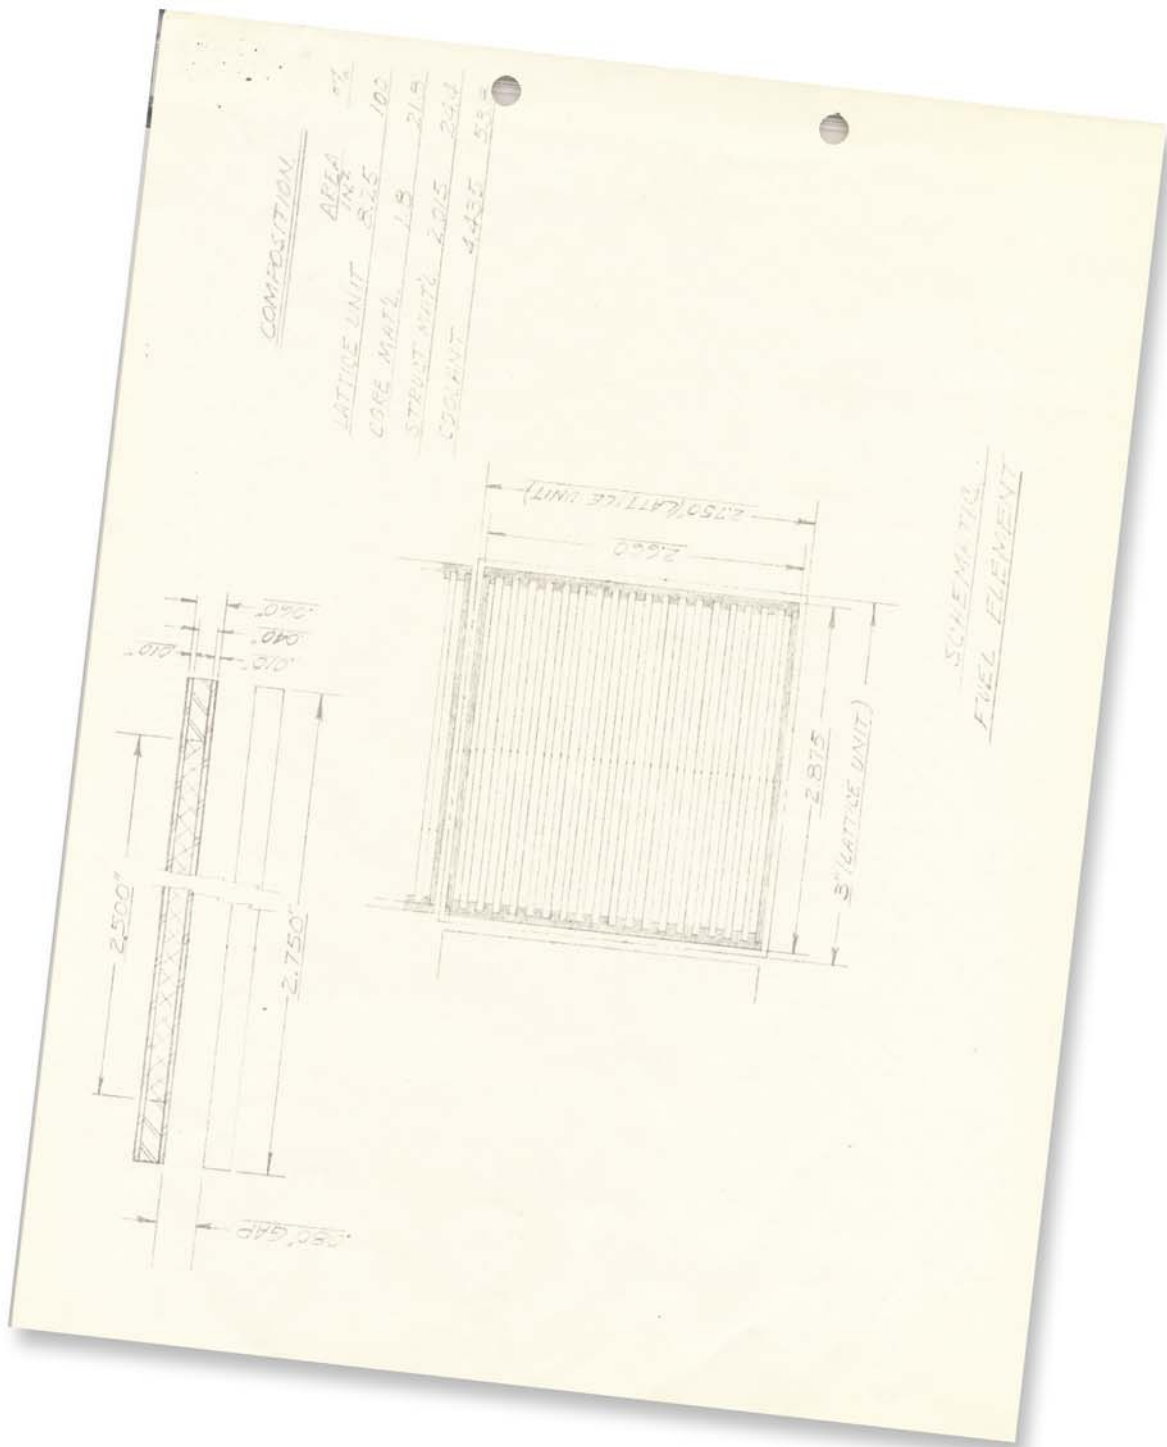 COMPOSITION
AREA %
IN²
LATTICE UNIT 8.25 100
CORE MAT'L 1.8 21.8
STRUCT MAT'L 2.015 24.4
COOLANT 4.435 53.8
2.500"
2.750"
.010"
.010"
.040"
.060"
.080" GAP
2.750" (LATTICE UNIT)
2.660
2.875
3" (LATTICE UNIT)
SCHEMATIC
FUEL ELEMENT